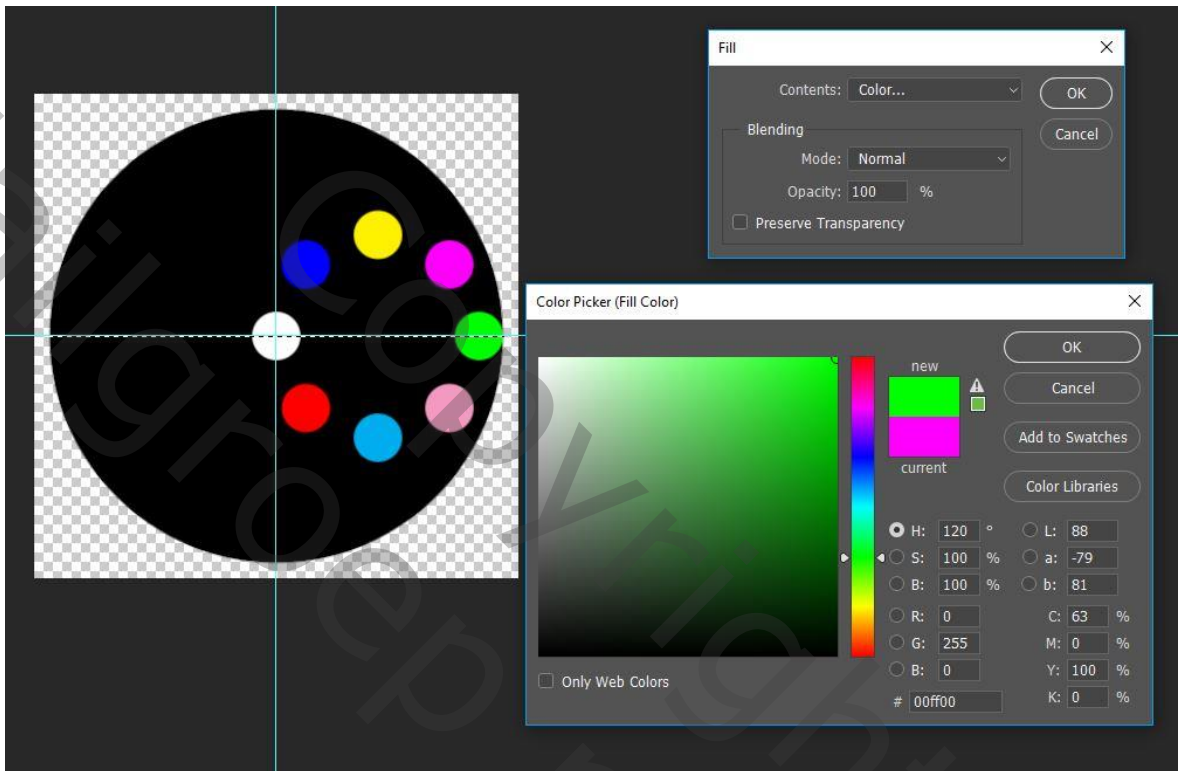 Fill
Contents: Color...
OK
Cancel
Blending
Mode: Normal
Opacity: 100 %
Preserve Transparency
Color Picker (Fill Color)
new
current
OK
Cancel
Add to Swatches
Color Libraries
H: 120 °
S: 100 %
B: 100 %
R: 0
G: 255
B: 0
# 00ff00
L: 88
a: -79
b: 81
C: 63 %
M: 0 %
Y: 100 %
K: 0 %
Only Web Colors
Copyright